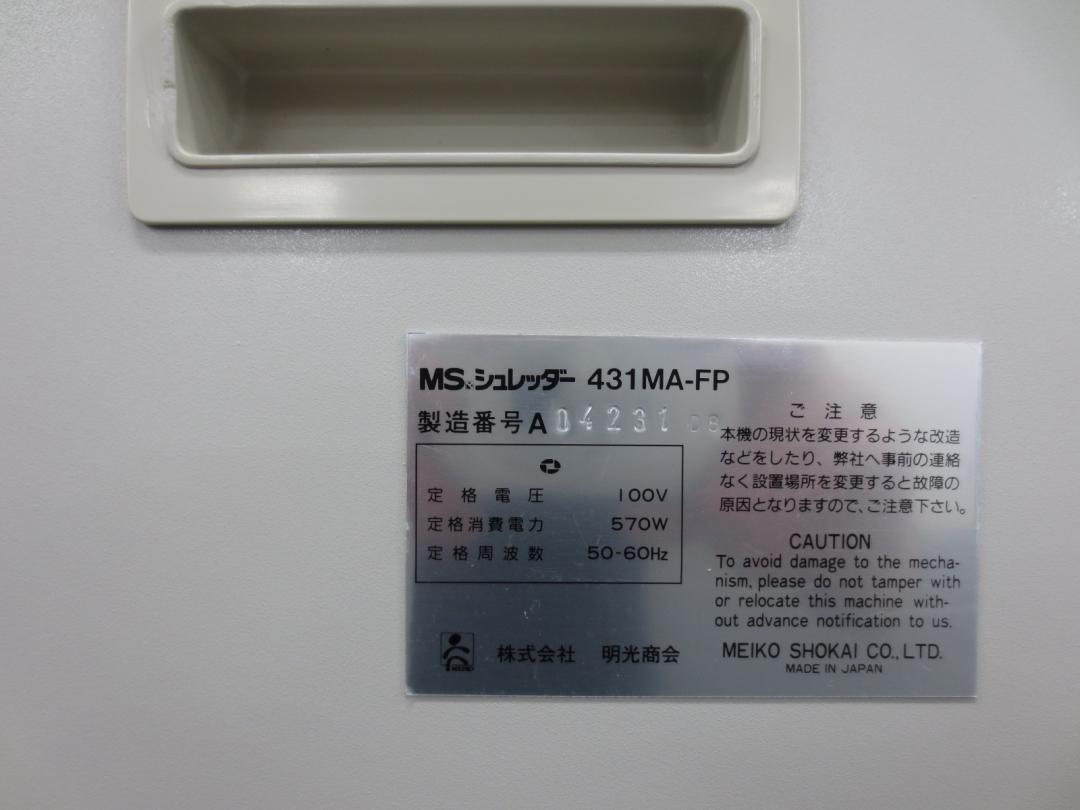 MS.シュレッダー 431MA-FP
製造番号 A 04231 08
定格電圧 100V
定格消費電力 570W
定格周波数 50-60Hz
株式会社 明光商会
ご注意
本機の現状を変更するような改造
などをしたり、弊社へ事前の連絡
なく設置場所を変更すると故障の
原因となりますので、ご注意下さい。
CAUTION
To avoid damage to the mecha-
nism, please do not tamper with
or relocate this machine with-
out advance notification to us.
MEIKO SHOKAI CO., LTD.
MADE IN JAPAN